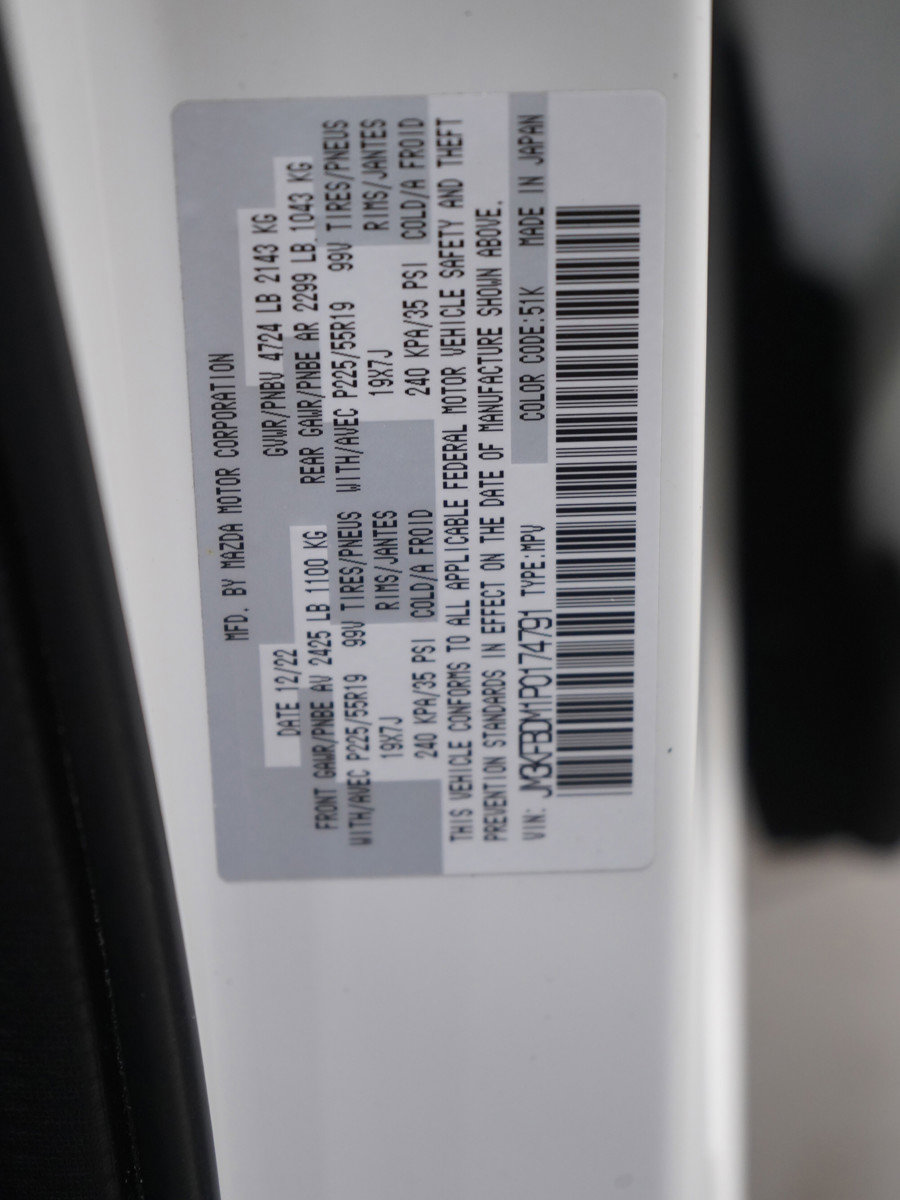 MFD. BY MAZDA MOTOR CORPORATION
DATE 12/22 GVWR/PNBV 4724 LB 2143 KG
FRONT GAWR/PNBE AV 2425 LB 1100 KG REAR GAWR/PNBE AR 2299 LB 1043 KG
WITH/AVEC P225/55R19 99V TIRES/PNEUS WITH/AVEC P225/55R19 99V TIRES/PNEUS
19X7J RIMS/JANTES 19X7J RIMS/JANTES
240 KPA/35 PSI COLD/A FROID 240 KPA/35 PSI COLD/A FROID
THIS VEHICLE CONFORMS TO ALL APPLICABLE FEDERAL MOTOR VEHICLE SAFETY AND THEFT
PREVENTION STANDARDS IN EFFECT ON THE DATE OF MANUFACTURE SHOWN ABOVE.
VIN: JM3KFBDM1P0174791 TYPE:MPV COLOR CODE:51K MADE IN JAPAN